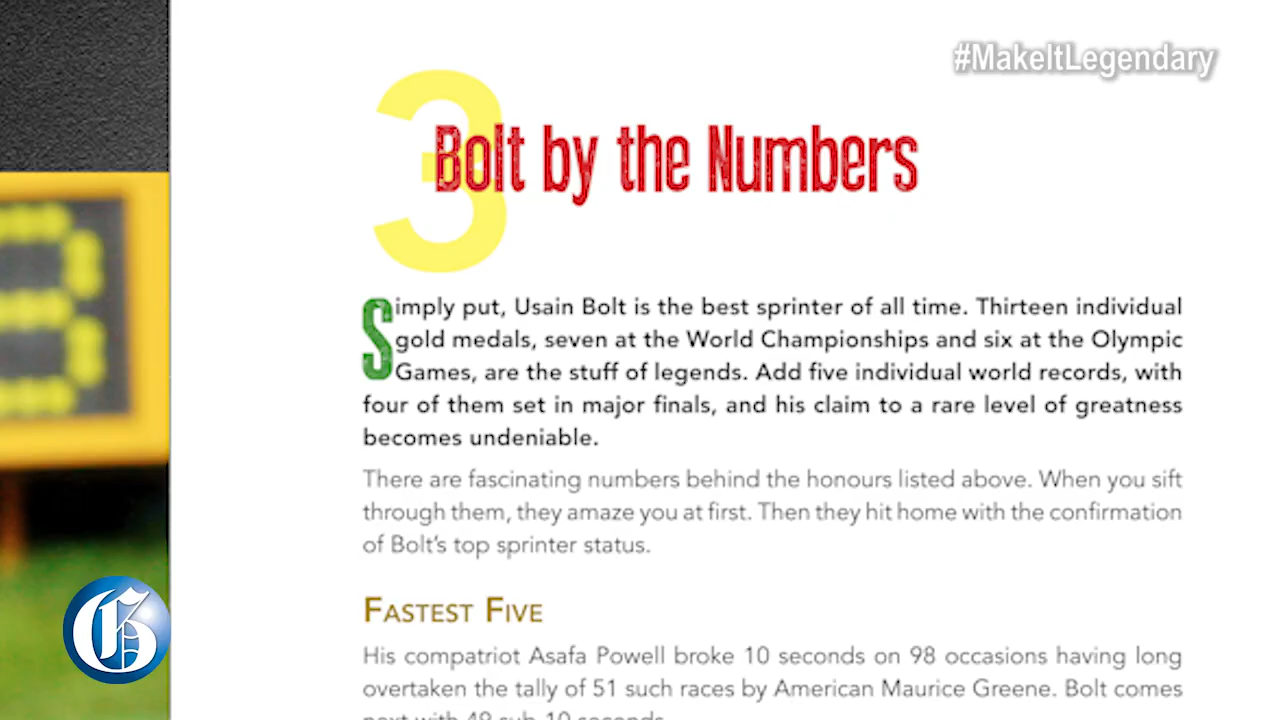 #MakeItLegendary
3
Bolt by the Numbers
Simply put, Usain Bolt is the best sprinter of all time. Thirteen individual
gold medals, seven at the World Championships and six at the Olympic
Games, are the stuff of legends. Add five individual world records, with
four of them set in major finals, and his claim to a rare level of greatness
becomes undeniable.
There are fascinating numbers behind the honours listed above. When you sift
through them, they amaze you at first. Then they hit home with the confirmation
of Bolt's top sprinter status.
FASTEST FIVE
His compatriot Asafa Powell broke 10 seconds on 98 occasions having long
overtaken the tally of 51 such races by American Maurice Greene. Bolt comes
next with 49 sub-10 seconds
G